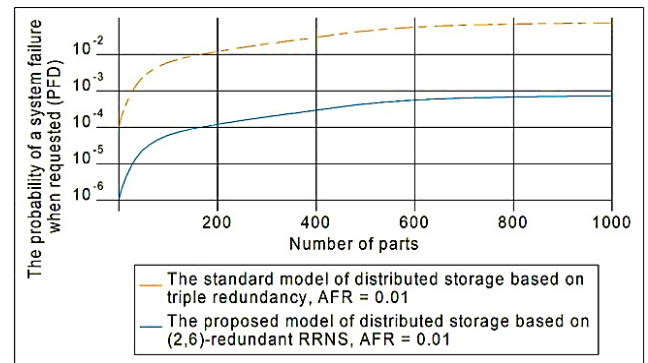 The probability of a system failure
when requested (PFD)
10-2
10-3
10-4
10-5
10-6
200
400
600
800
1000
Number of parts
The standard model of distributed storage based on
triple redundancy, AFR = 0.01
The proposed model of distributed storage based on
(2,6)-redundant RRNS, AFR = 0.01